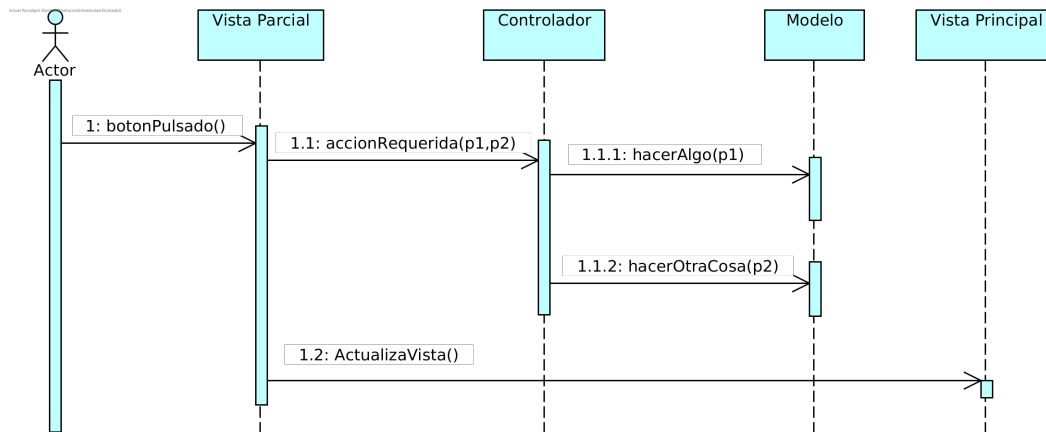 Vista Parcial
Controlador
Modelo
Vista Principal
Actor
1: botonPulsado()
1.1: accionRequerida(p1,p2)
1.1.1: hacerAlgo(p1)
1.1.2: hacerOtraCosa(p2)
1.2: ActualizaVista()